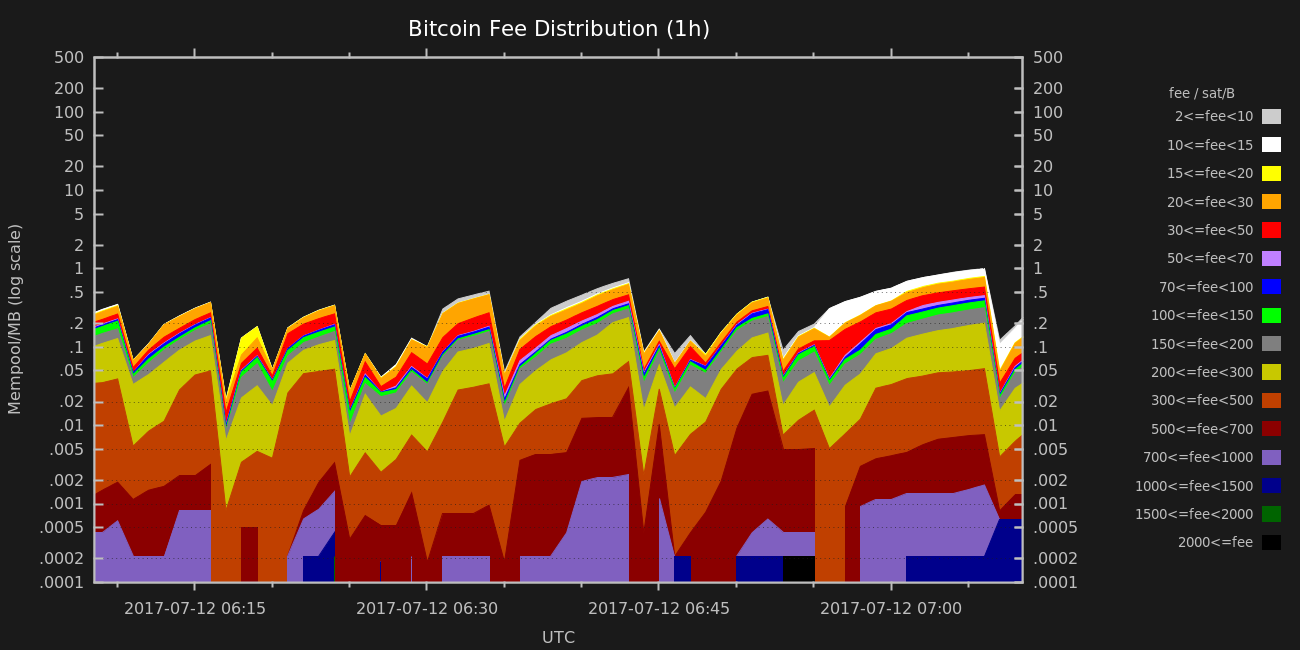 Bitcoin Fee Distribution (1h)
500
200
100
50
20
10
5
2
1
.5
.2
.1
.05
.02
.01
.005
.002
.001
.0005
.0002
.0001
Mempool/MB (log scale)
500
200
100
50
20
10
5
2
1
.5
.2
.1
.05
.02
.01
.005
.002
.001
.0005
.0002
.0001
fee / sat/B
2<=fee<10
10<=fee<15
15<=fee<20
20<=fee<30
30<=fee<50
50<=fee<70
70<=fee<100
100<=fee<150
150<=fee<200
200<=fee<300
300<=fee<500
500<=fee<700
700<=fee<1000
1000<=fee<1500
1500<=fee<2000
2000<=fee
2017-07-12 06:15 2017-07-12 06:30 2017-07-12 06:45 2017-07-12 07:00
UTC